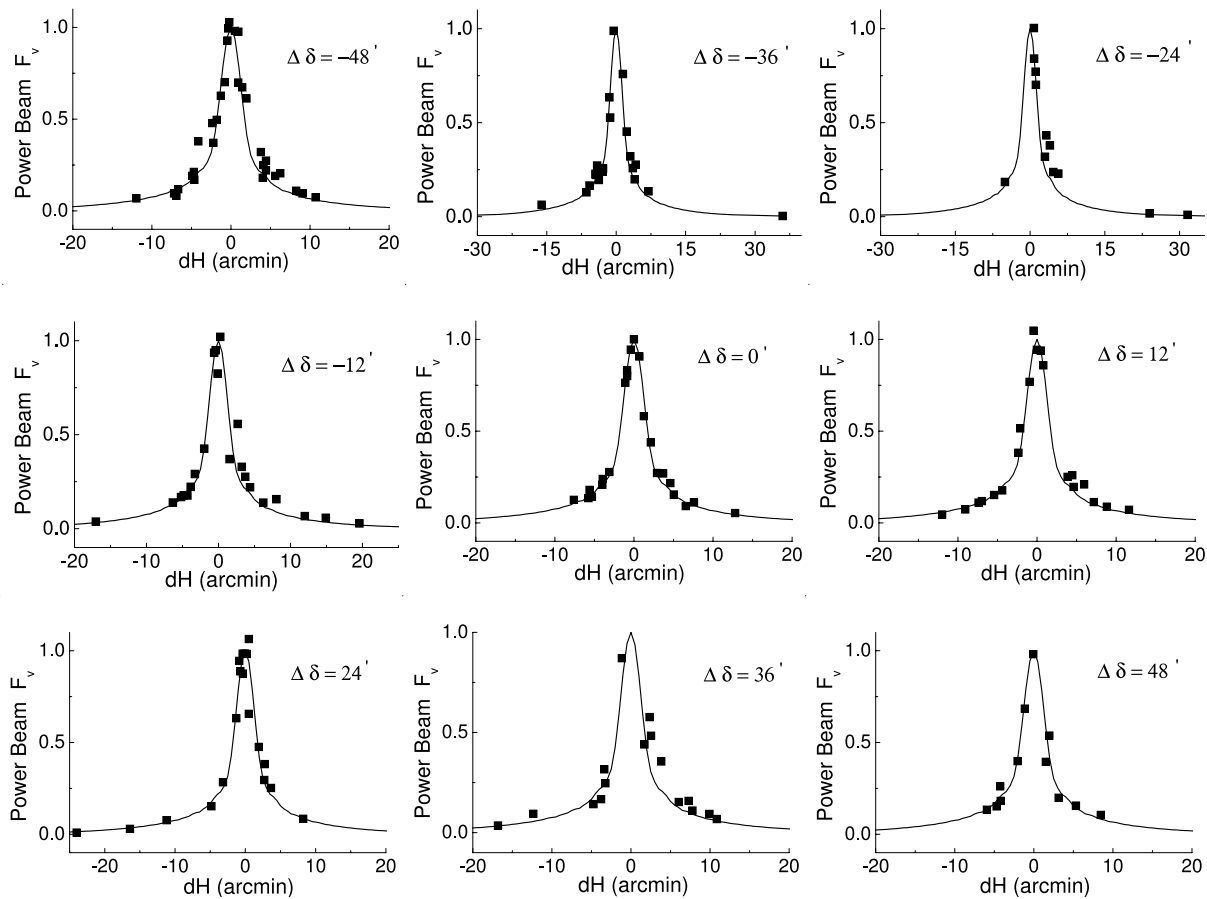 Power Beam F_v
1.0
0.5
0.0
Δ δ = −48 '
-20 -10 0 10 20
dH (arcmin)
Power Beam F_v
1.0
0.5
0.0
Δ δ = −36 '
-30 -15 0 15 30
dH (arcmin)
Power Beam F_v
1.0
0.5
0.0
Δ δ = −24 '
-30 -15 0 15 30
dH (arcmin)
Power Beam F_v
1.0
0.5
0.0
Δ δ = −12 '
-20 -10 0 10 20
dH (arcmin)
Power Beam F_v
1.0
0.5
0.0
Δ δ = 0 '
-20 -10 0 10 20
dH (arcmin)
Power Beam F_v
1.0
0.5
0.0
Δ δ = 12 '
-20 -10 0 10 20
dH (arcmin)
Power Beam F_v
1.0
0.5
0.0
Δ δ = 24 '
-20 -10 0 10 20
dH (arcmin)
Power Beam F_v
1.0
0.5
0.0
Δ δ = 36 '
-20 -10 0 10 20
dH (arcmin)
Power Beam F_v
1.0
0.5
0.0
Δ δ = 48 '
-20 -10 0 10 20
dH (arcmin)